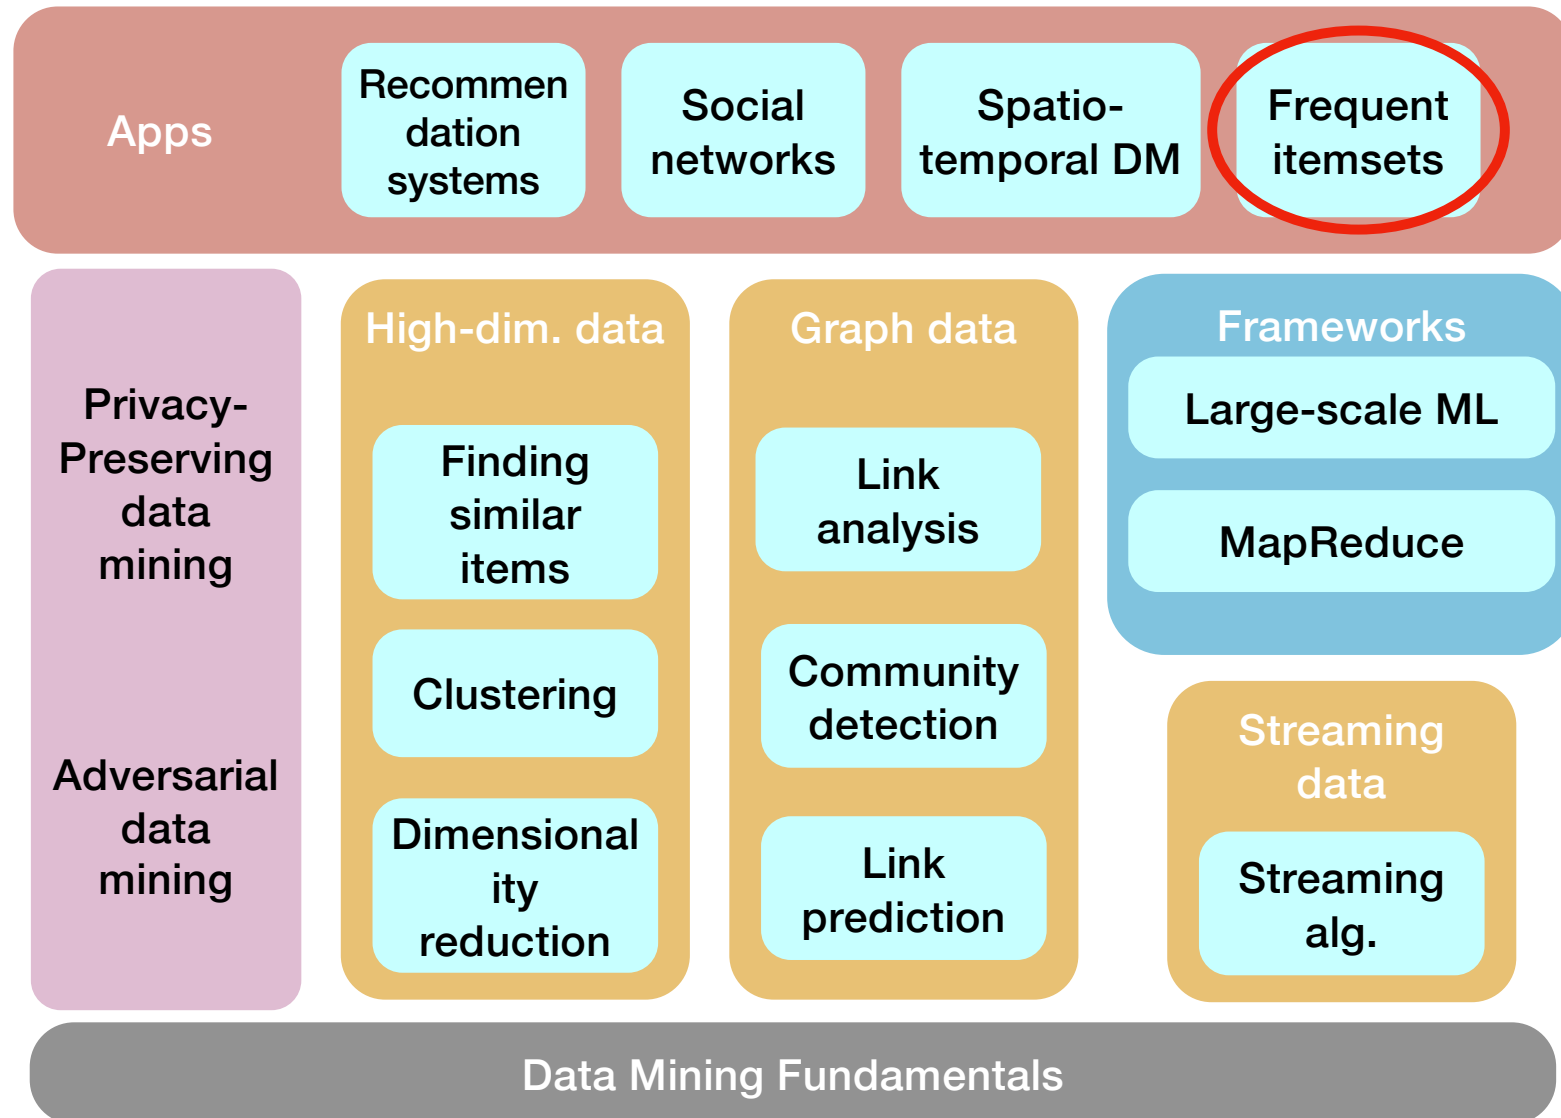 Apps
Recommen
dation
systems
Social
networks
Spatio-
temporal DM
Frequent
itemsets
Privacy-
Preserving
data
mining
Adversarial
data
mining
High-dim. data
Finding
similar
items
Clustering
Dimensional
ity
reduction
Graph data
Link
analysis
Community
detection
Link
prediction
Frameworks
Large-scale ML
MapReduce
Streaming
data
Streaming
alg.
Data Mining Fundamentals